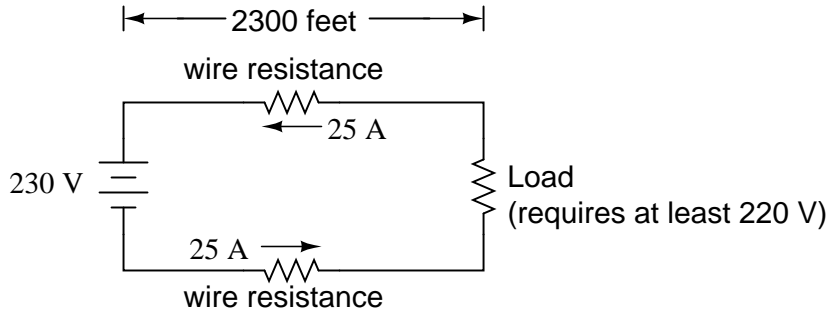 2300 feet
wire resistance
25 A
230 V
Load
(requires at least 220 V)
25 A
wire resistance